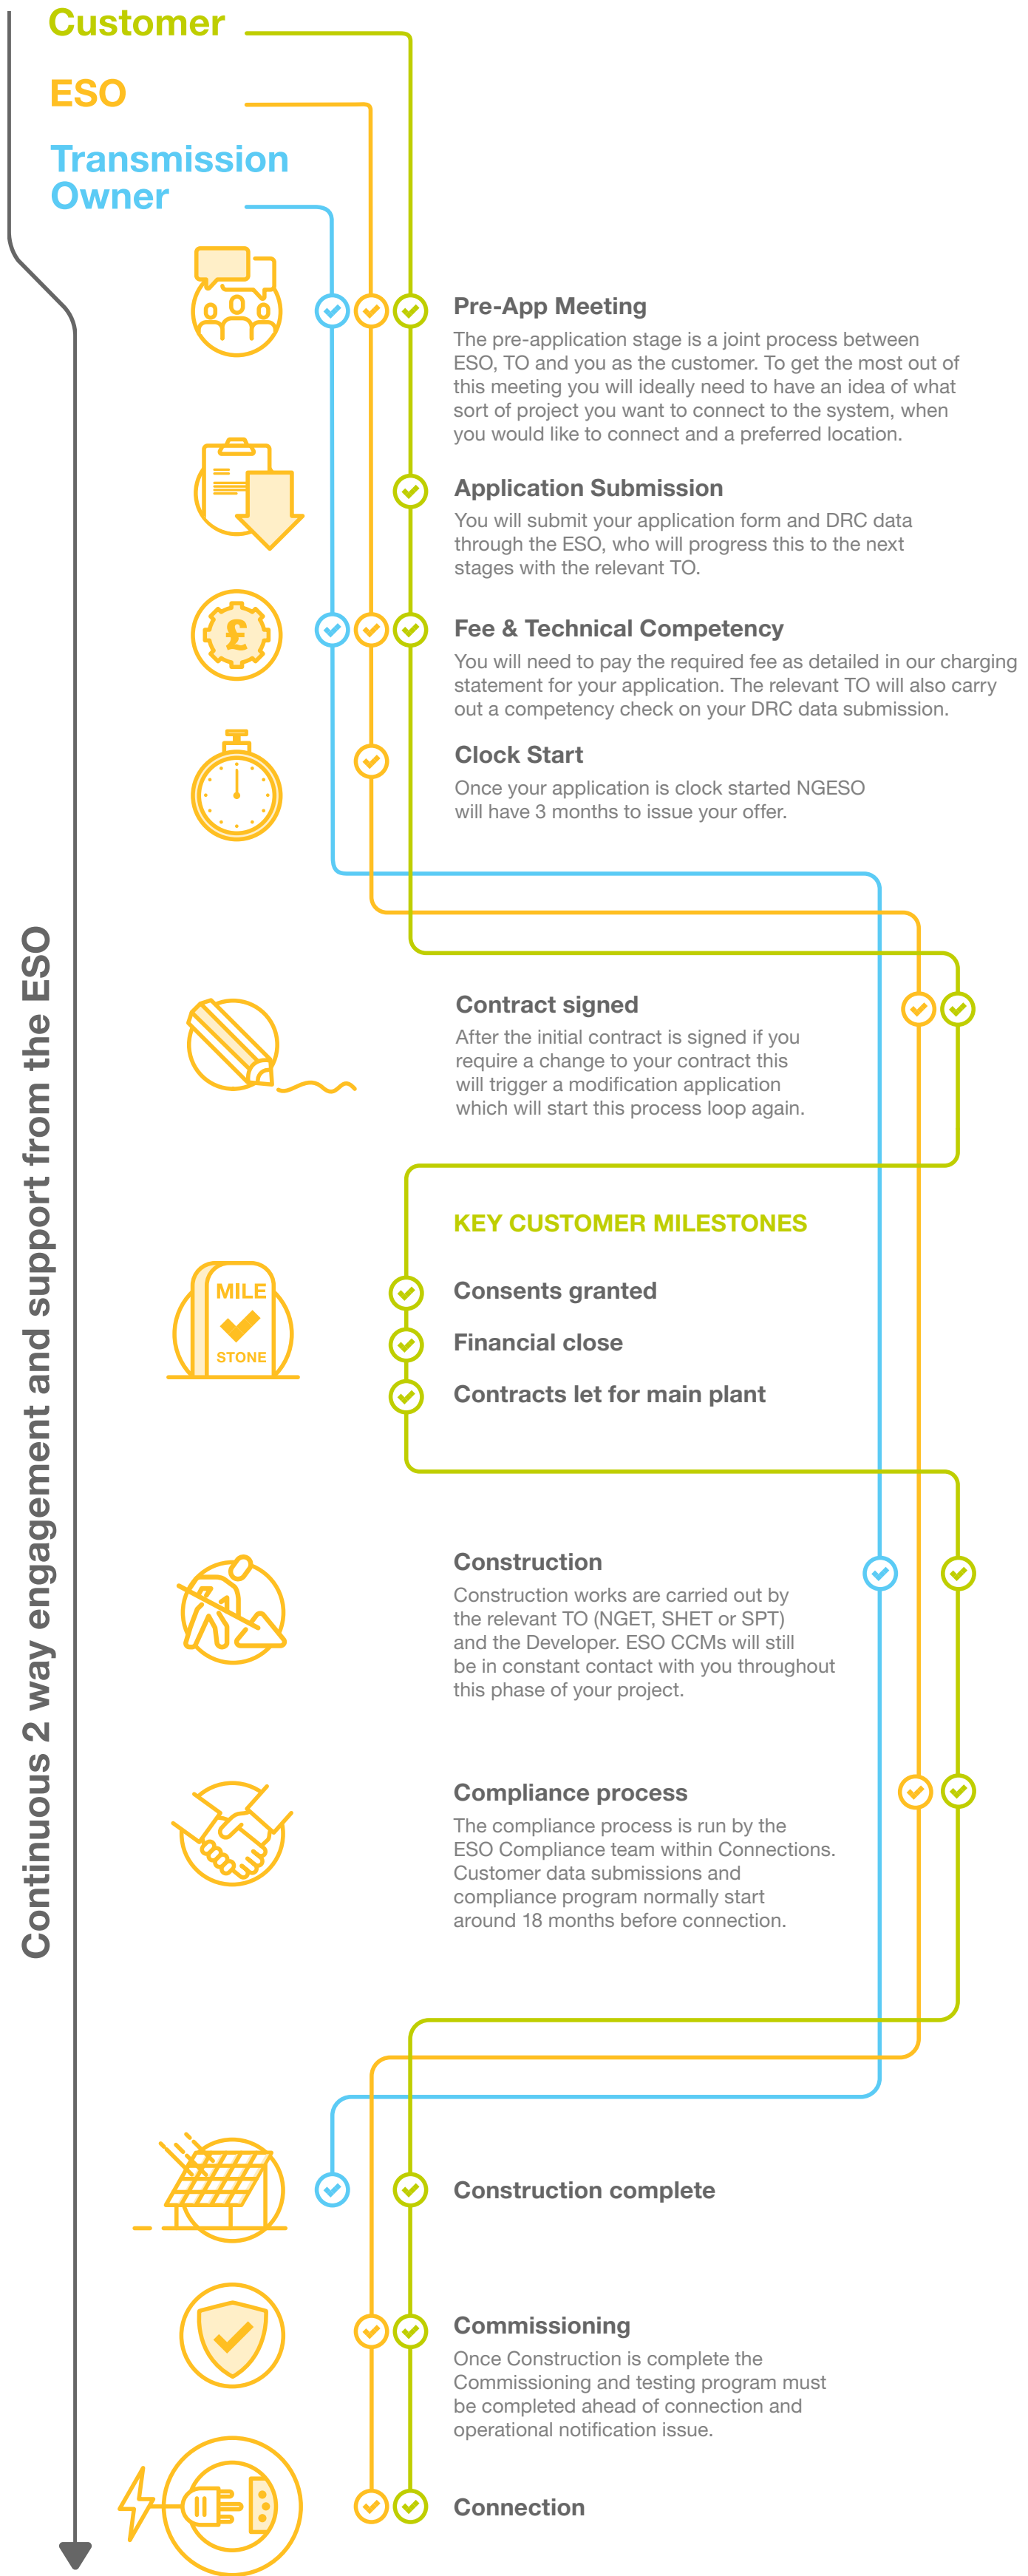 Customer
ESO
Transmission
Owner
Pre-App Meeting
The pre-application stage is a joint process between
ESO, TO and you as the customer. To get the most out of
this meeting you will ideally need to have an idea of what
sort of project you want to connect to the system, when
you would like to connect and a preferred location.
Application Submission
You will submit your application form and DRC data
through the ESO, who will progress this to the next
stages with the relevant TO.
£
Fee & Technical Competency
You will need to pay the required fee as detailed in our charging
statement for your application. The relevant TO will also carry
out a competency check on your DRC data submission.
Clock Start
Once your application is clock started NGESO
will have 3 months to issue your offer.
Continuous 2 way engagement and support from the ESO
Contract signed
After the initial contract is signed if you
require a change to your contract this
will trigger a modification application
which will start this process loop again.
KEY CUSTOMER MILESTONES
MILE
STONE
Consents granted
Financial close
Contracts let for main plant
Construction
Construction works are carried out by
the relevant TO (NGET, SHET or SPT)
and the Developer. ESO CCMs will still
be in constant contact with you throughout
this phase of your project.
Compliance process
The compliance process is run by the
ESO Compliance team within Connections.
Customer data submissions and
compliance program normally start
around 18 months before connection.
Construction complete
Commissioning
Once Construction is complete the
Commissioning and testing program must
be completed ahead of connection and
operational notification issue.
Connection